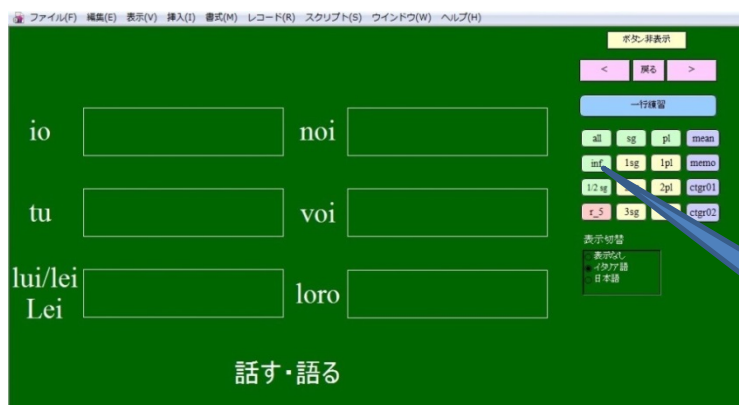 ファイル(F) 編集(E) 表示(V) 挿入(I) 書式(M) レコード(R) スクリプト(S) ウインドウ(W) ヘルプ(H)
ボタン非表示
< 戻る >
一行練習
io noi
all sg pl mean
inf 1sg 1pl memo
1/2 sg 2pl ctgr01
tu voi
r_5 3sg ctgr02
表示切替
表示なし
イタリア語
日本語
lui/lei
Lei
loro
話す・語る